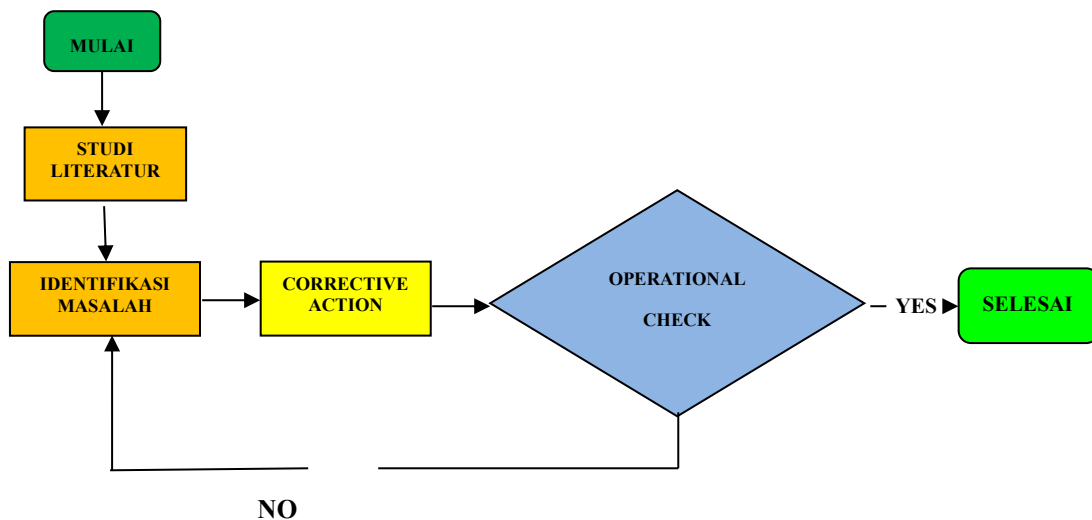 MULAI
STUDI
LITERATUR
IDENTIFIKASI
MASALAH
CORRECTIVE
ACTION
OPERATIONAL
CHECK
YES
SELESAI
NO